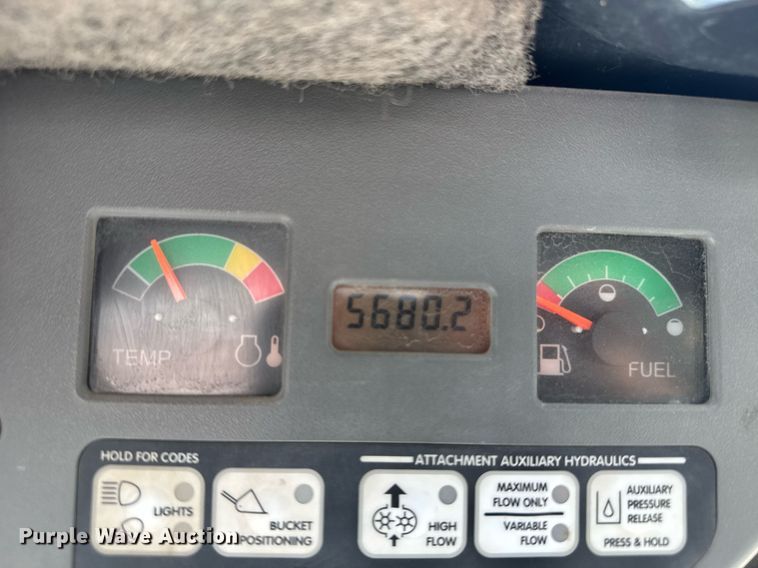 5680.2
TEMP
FUEL
HOLD FOR CODES
ATTACHMENT AUXILIARY HYDRAULICS
LIGHTS
BUCKET
POSITIONING
HIGH
FLOW
MAXIMUM
FLOW ONLY
VARIABLE
FLOW
AUXILIARY
PRESSURE
RELEASE
PRESS & HOLD
Purple Wave Auction